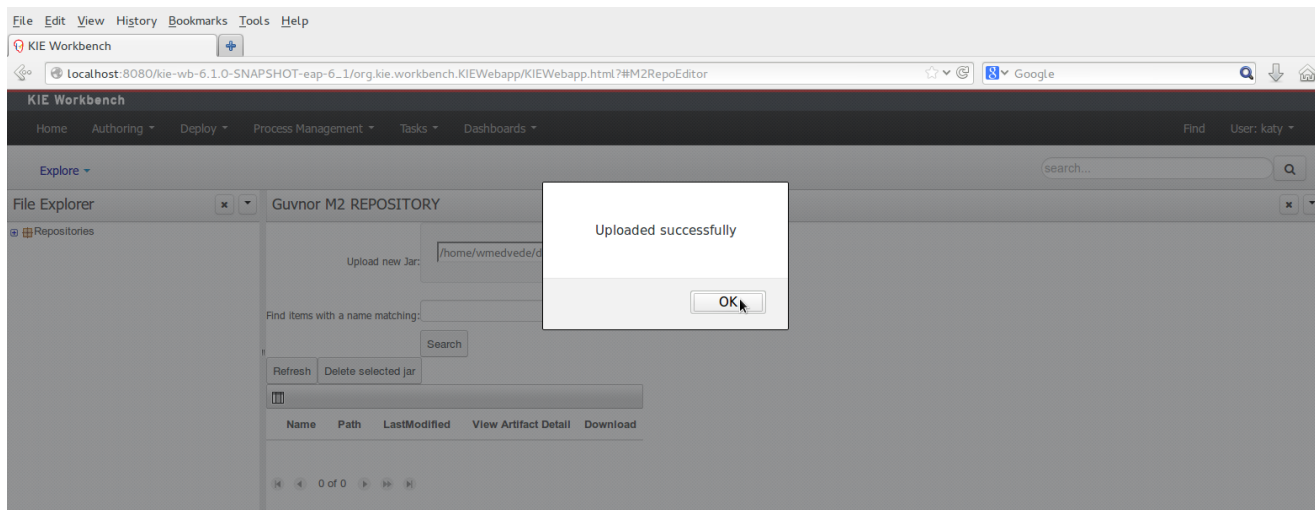 File Edit View History Bookmarks Tools Help
KIE Workbench
localhost:8080/kie-wb-6.1.0-SNAPSHOT-eap-6_1/org.kie.workbench.KIEWebapp/KIEWebapp.html?#M2RepoEditor
Google
KIE Workbench
Home Authoring Deploy Process Management Tasks Dashboards Find User: katy
Explore search...
File Explorer Guvnor M2 REPOSITORY
Repositories
Uploaded successfully
Upload new Jar: /home/wmedvede/d
OK
Find items with a name matching:
Search
Refresh Delete selected jar
Name Path LastModified View Artifact Detail Download
0 of 0